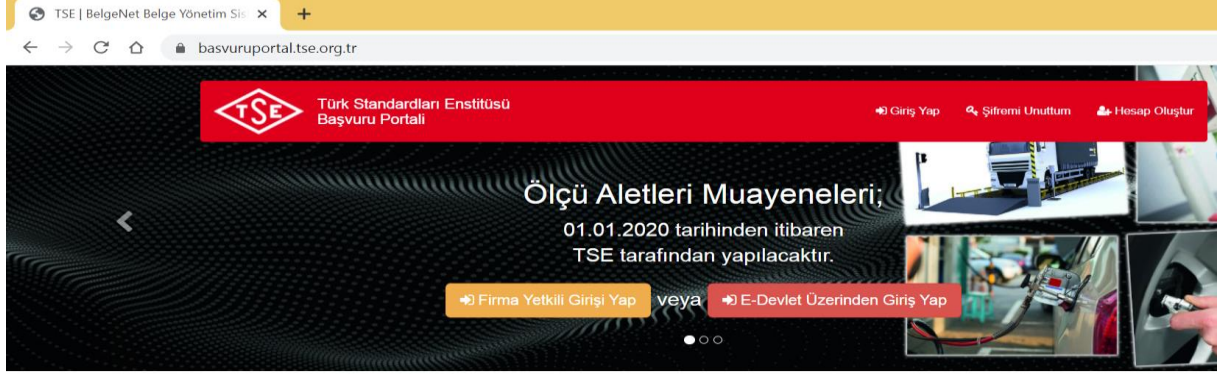 TSE | BelgeNet Belge Yönetim Sis
basvuruportal.tse.org.tr
TSE
Türk Standardları Enstitüsü
Başvuru Portali
Giriş Yap
Şifremi Unuttum
Hesap Oluştur
Ölçü Aletleri Muayeneleri;
01.01.2020 tarihinden itibaren
TSE tarafından yapılacaktır.
Firma Yetkili Girişi Yap veya E-Devlet Üzerinden Giriş Yap